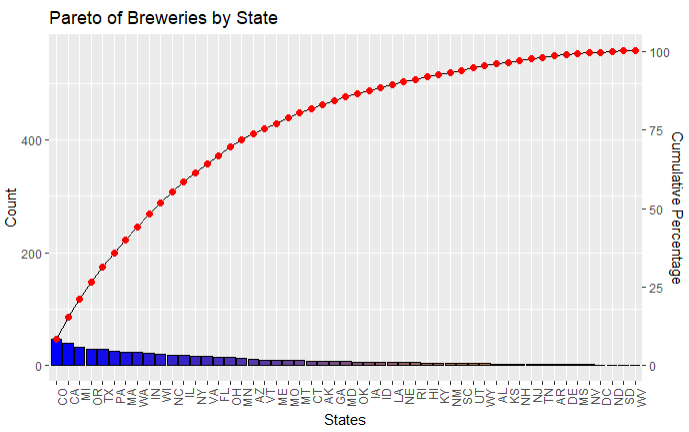 Pareto of Breweries by State
Count
400
200
0
100
75
50
25
0
Cumulative Percentage
CO CA MI OR TX PA MA WA IN WI NC IL NY VA FL OH MN AZ VT ME MO MT CT AK GA MD OK IA ID LA NE RI HI KY NM SC UT WY AL KS NH NJ TN AR DE MS NV DC ND SD WV
States